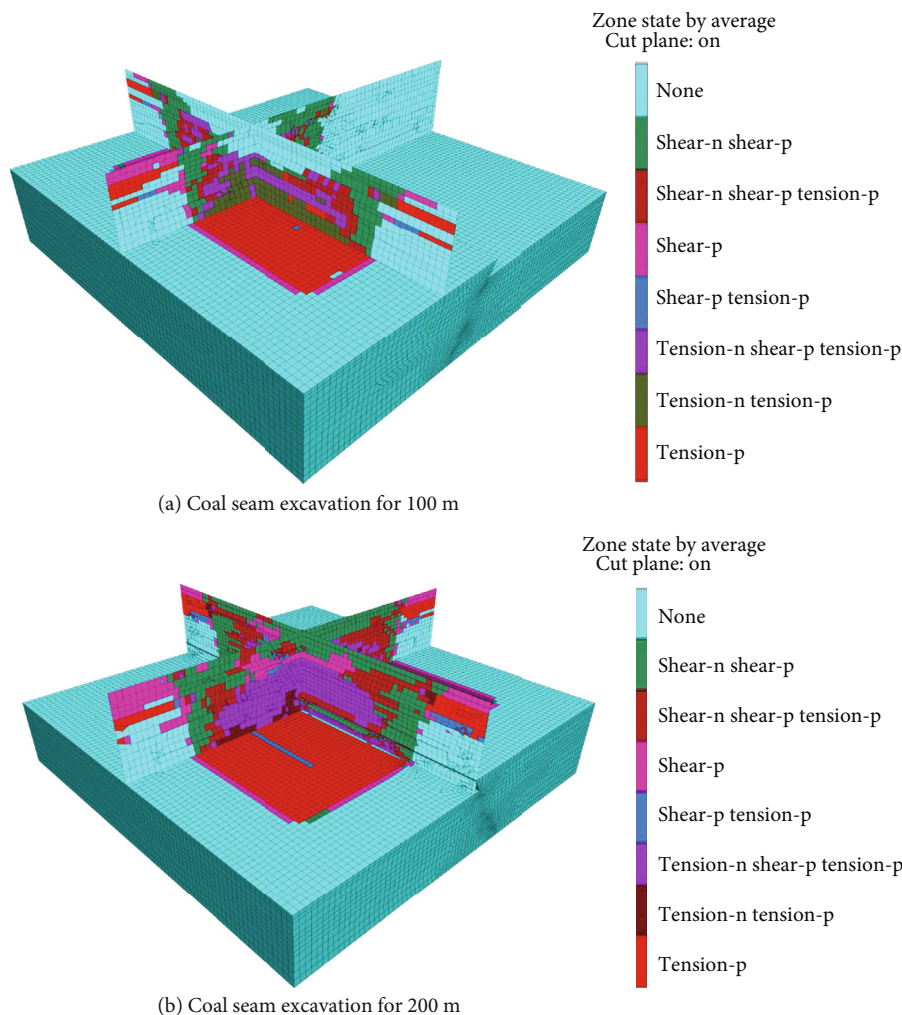 Zone state by average
Cut plane: on
None
Shear-n shear-p
Shear-n shear-p tension-p
Shear-p
Shear-p tension-p
Tension-n shear-p tension-p
Tension-n tension-p
Tension-p
(a) Coal seam excavation for 100 m
Zone state by average
Cut plane: on
None
Shear-n shear-p
Shear-n shear-p tension-p
Shear-p
Shear-p tension-p
Tension-n shear-p tension-p
Tension-n tension-p
Tension-p
(b) Coal seam excavation for 200 m